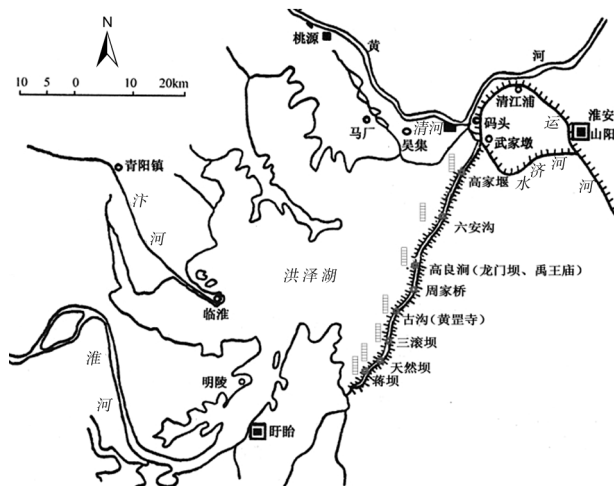 N
10 5 0 10 20km
桃源
黄
河
清江浦
淮安
山阳
码头
运
马厂
清河
吴集
武家墩
青阳镇
水济河
河
高家堰
汴
河
六安沟
洪泽湖
高良涧(龙门坝、禹王庙)
周家桥
临淮
古沟(黄罡寺)
三滚坝
淮
河
天然坝
明陵
蒋坝
盱眙